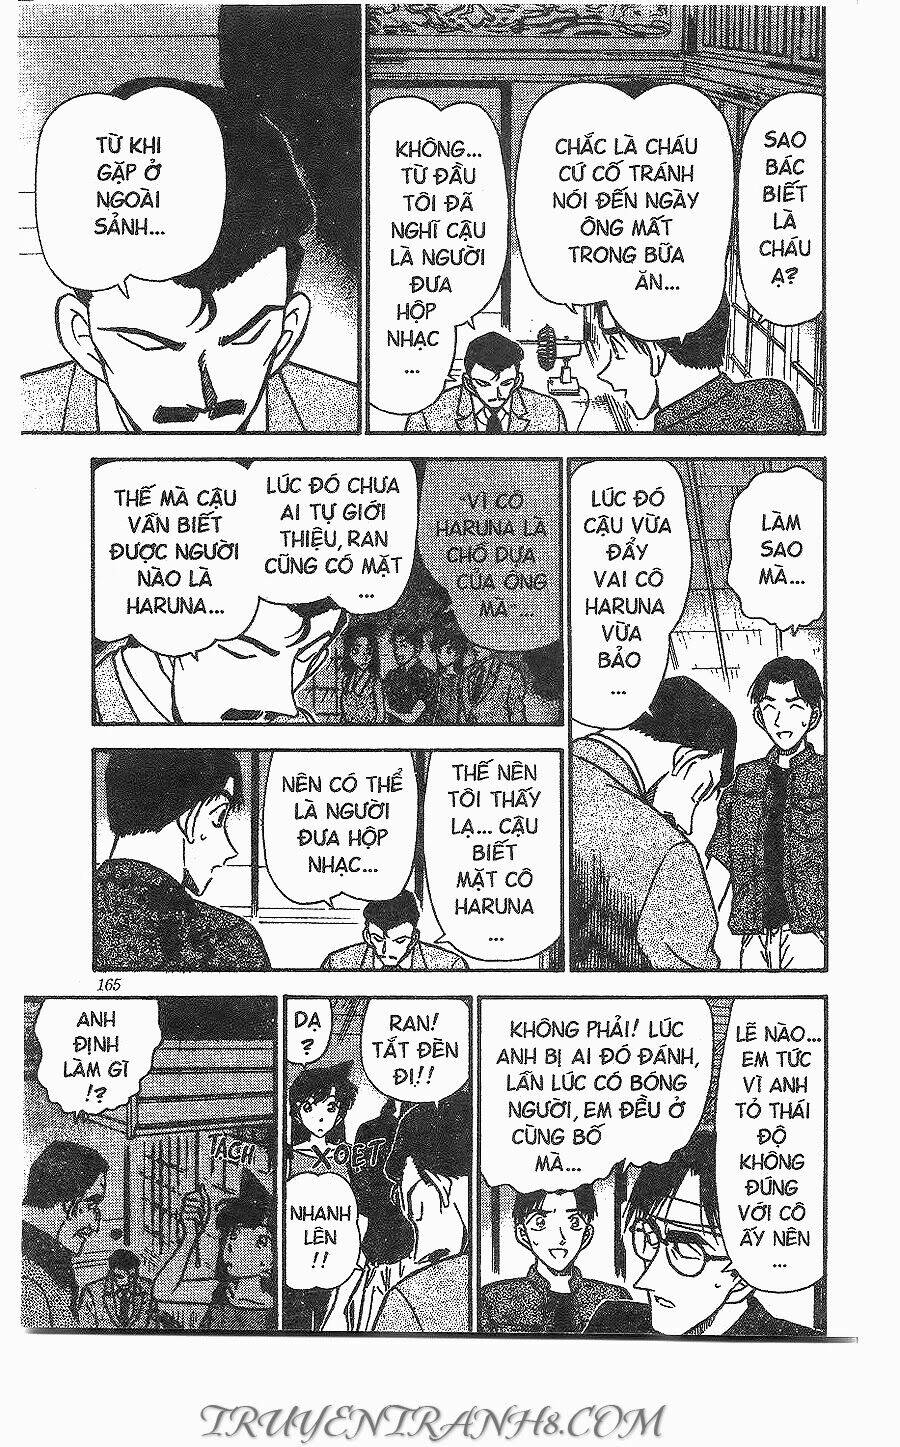 SAO
BÁC
BIẾT
LÀ
CHÁU
Ạ?
CHẮC LÀ CHÁU
CỨ CỐ TRÁNH
NÓI ĐẾN NGÀY
ÔNG MẤT
TRONG BỮA
ĂN...
KHÔNG...
TỪ ĐẦU
TÔI ĐÃ
NGHĨ CẬU
LÀ NGƯỜI
ĐƯA
HỘP
NHẠC
...
TỪ KHI
GẶP Ở
NGOÀI
SẢNH...
LÀM
SAO
MÀ...
LÚC ĐÓ
CẬU VỪA
ĐẨY
VAI CÔ
HARUNA
VỪA
BẢO
...
"VÌ CÔ
HARUNA LÀ
CHỖ DỰA
CỦA ÔNG
MÀ"...
LÚC ĐÓ CHƯA
AI TỰ GIỚI
THIỆU, RAN
CŨNG CÓ MẶT
...
THẾ MÀ CẬU
VẪN BIẾT
ĐƯỢC NGƯỜI
NÀO LÀ
HARUNA...
THẾ NÊN
TÔI THẤY
LẠ... CẬU
BIẾT
MẶT CÔ
HARUNA
...
NÊN CÓ THỂ
LÀ NGƯỜI
ĐƯA HỘP
NHẠC...
165
LẼ NÀO...
EM TỨC
VÌ ANH
TỎ THÁI
ĐỘ
KHÔNG
ĐÚNG
VỚI CÔ
ẤY NÊN
...
KHÔNG PHẢI! LÚC
ANH BỊ AI ĐÓ ĐÁNH,
LẪN LÚC CÓ BÓNG
NGƯỜI, EM ĐỀU Ở
CÙNG BỐ
MÀ...
RAN!
TẮT ĐÈN
ĐI!!
DẠ
?
XOẸT
NHANH
LÊN
!!
ANH
ĐỊNH
LÀM GÌ
!?
TÁCH
TRUYENTRANH8.COM